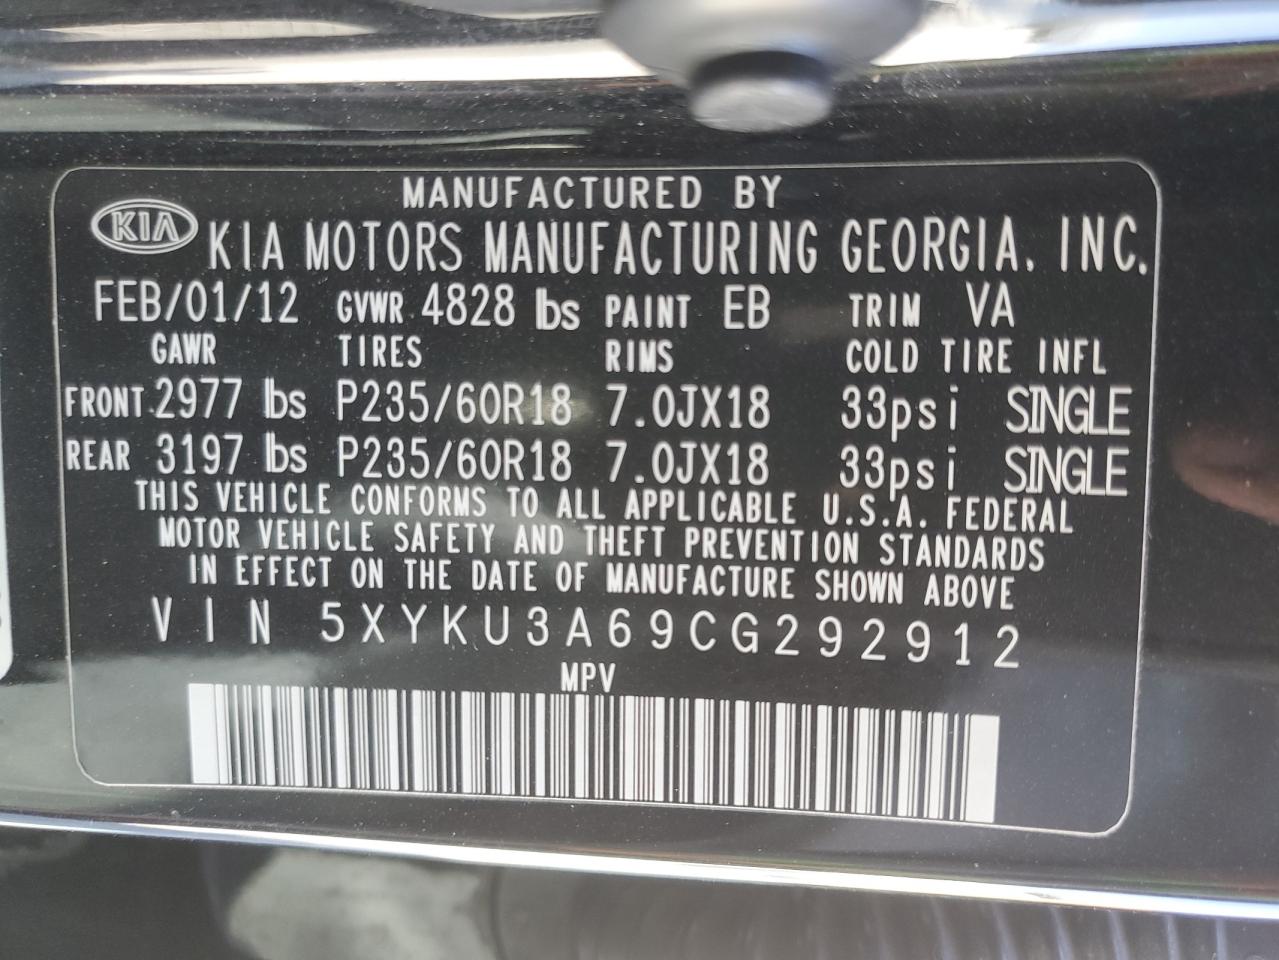 MANUFACTURED BY
KIA KIA MOTORS MANUFACTURING GEORGIA, INC.
FEB/01/12 GVWR 4828 lbs PAINT EB TRIM VA
GAWR TIRES RIMS COLD TIRE INFL
FRONT 2977 lbs P235/60R18 7.0JX18 33psi SINGLE
REAR 3197 lbs P235/60R18 7.0JX18 33psi SINGLE
THIS VEHICLE CONFORMS TO ALL APPLICABLE U.S.A. FEDERAL
MOTOR VEHICLE SAFETY AND THEFT PREVENTION STANDARDS
IN EFFECT ON THE DATE OF MANUFACTURE SHOWN ABOVE
VIN 5XYKU3A69CG292912
MPV